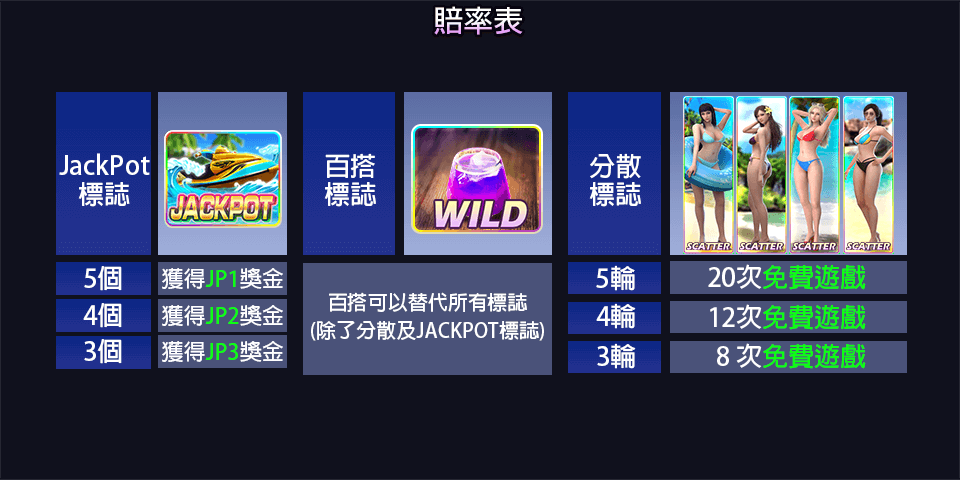 賠率表
JackPot
標誌
JACKPOT
5個 獲得JP1獎金
4個 獲得JP2獎金
3個 獲得JP3獎金
百搭
標誌
WILD
百搭可以替代所有標誌
(除了分散及JACKPOT標誌)
分散
標誌
SCATTER SCATTER SCATTER SCATTER
5輪 20次免費遊戲
4輪 12次免費遊戲
3輪 8 次免費遊戲